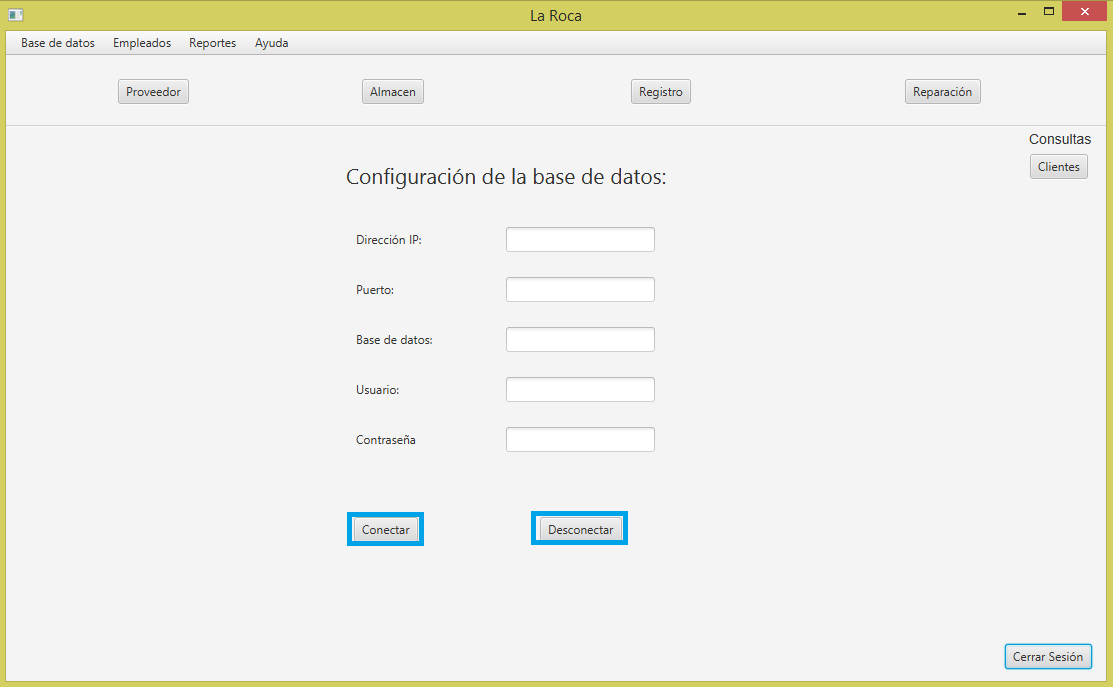 La Roca
Base de datos Empleados Reportes Ayuda
Proveedor Almacen Registro Reparación
Consultas
Clientes
Configuración de la base de datos:
Dirección IP:
Puerto:
Base de datos:
Usuario:
Contraseña
Conectar Desconectar
Cerrar Sesión